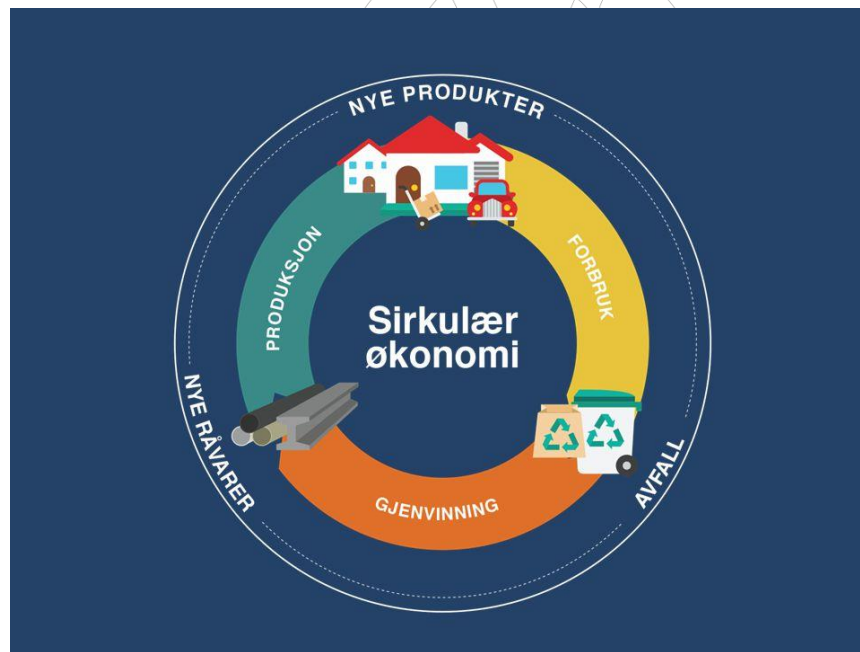 NYE PRODUKTER
PRODUKSJON
FORBRUK
Sirkulær
økonomi
NYE RÅVARER
AVFALL
GJENVINNING